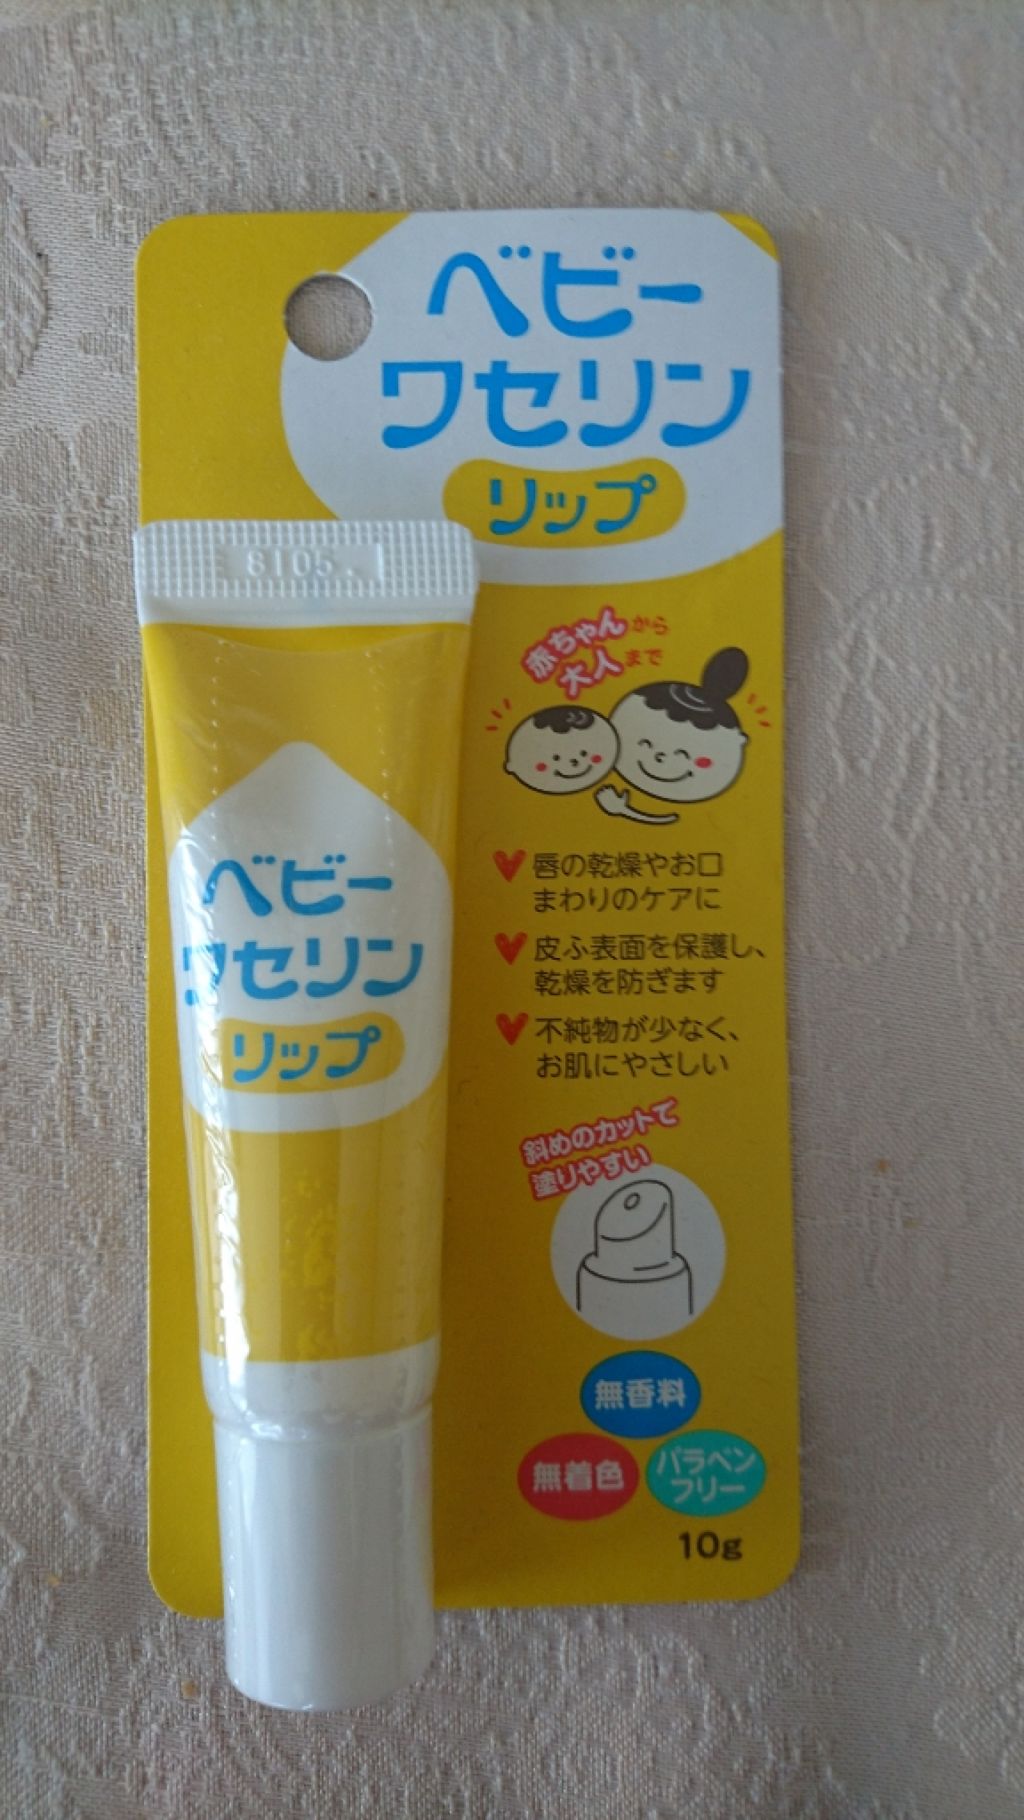 ベビー
ワセリン
リップ
8105
赤ちゃんから
大人まで
唇の乾燥やお口
まわりのケアに
皮ふ表面を保護し、
乾燥を防ぎます
不純物が少なく、
お肌にやさしい
斜めのカットで
塗りやすい
無香料
無着色
パラベン
フリー
10g
ベビー
ワセリン
リップ